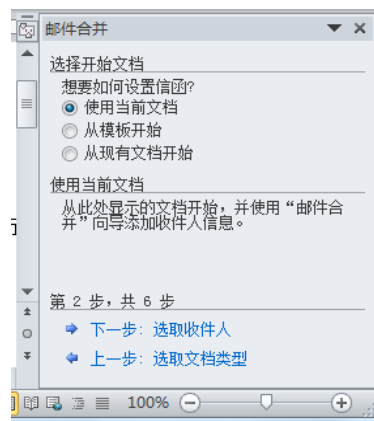 邮件合并
选择开始文档
想要如何设置信函?
使用当前文档
从模板开始
从现有文档开始
使用当前文档
从此处显示的文档开始，并使用“邮件合
并”向导添加收件人信息。
第 2 步，共 6 步
下一步: 选取收件人
上一步: 选取文档类型
100%